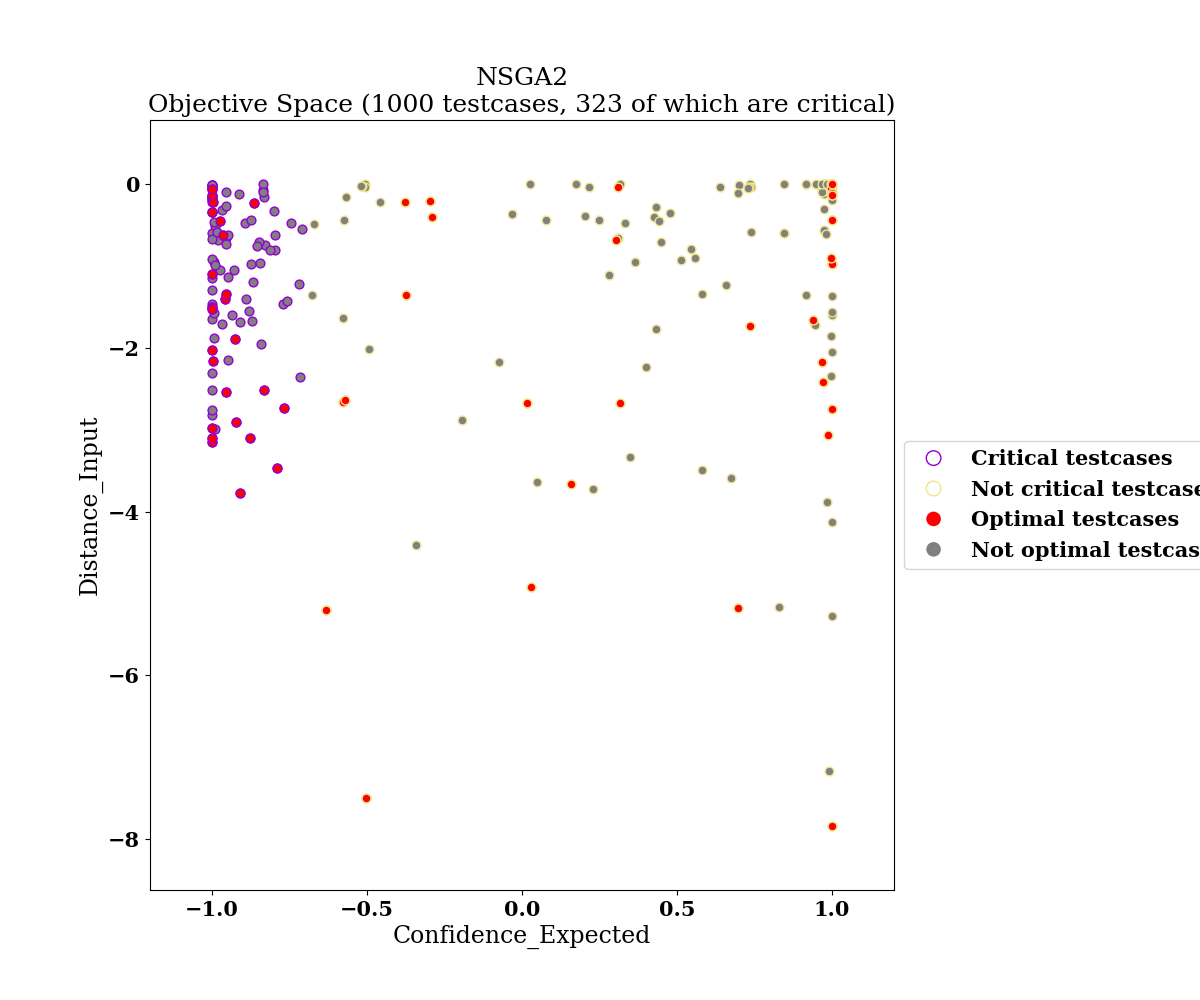 NSGA2
Objective Space (1000 testcases, 323 of which are critical)
0
−2
−4
−6
−8
Distance_Input
−1.0
−0.5
0.0
0.5
1.0
Confidence_Expected
Critical testcases
Not critical testcase
Optimal testcases
Not optimal testcas